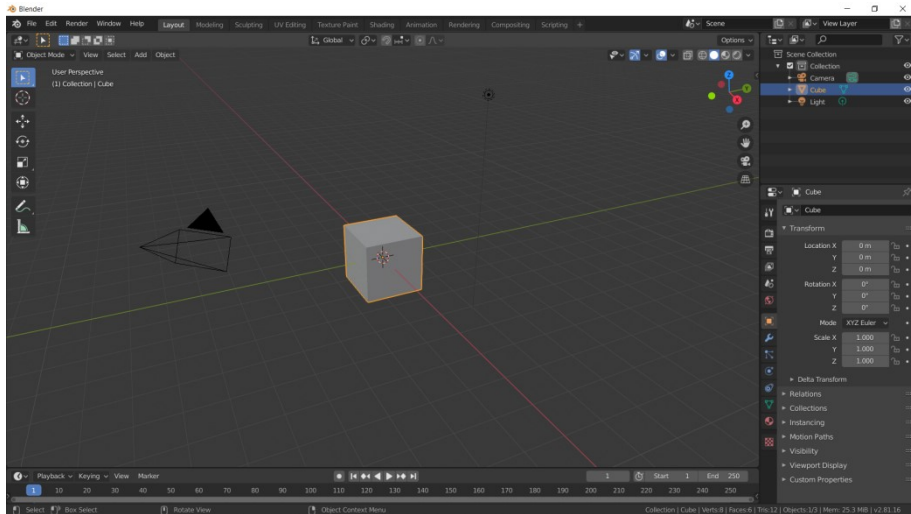 Blender
File Edit Render Window Help Layout Modeling Sculpting UV Editing Texture Paint Shading Animation Rendering Compositing Scripting + Scene View Layer
Global Options
Object Mode View Select Add Object
User Perspective
(1) Collection | Cube
X
Y
Z
Scene Collection
Collection
Camera
Cube
Light
Cube
Cube
Transform
Location X 0 m
Y 0 m
Z 0 m
Rotation X 0°
Y 0°
Z 0°
Mode XYZ Euler
Scale X 1.000
Y 1.000
Z 1.000
Delta Transform
Relations
Collections
Instancing
Motion Paths
Visibility
Viewport Display
Custom Properties
Playback Keying View Marker 1 Start 1 End 250
1 10 20 30 40 50 60 70 80 90 100 110 120 130 140 150 160 170 180 190 200 210 220 230 240 250
Select Box Select Rotate View Object Context Menu Collection | Cube | Verts:8 | Faces:6 | Tris:12 | Objects:1/3 | Mem: 25.3 MiB | v2.81.16